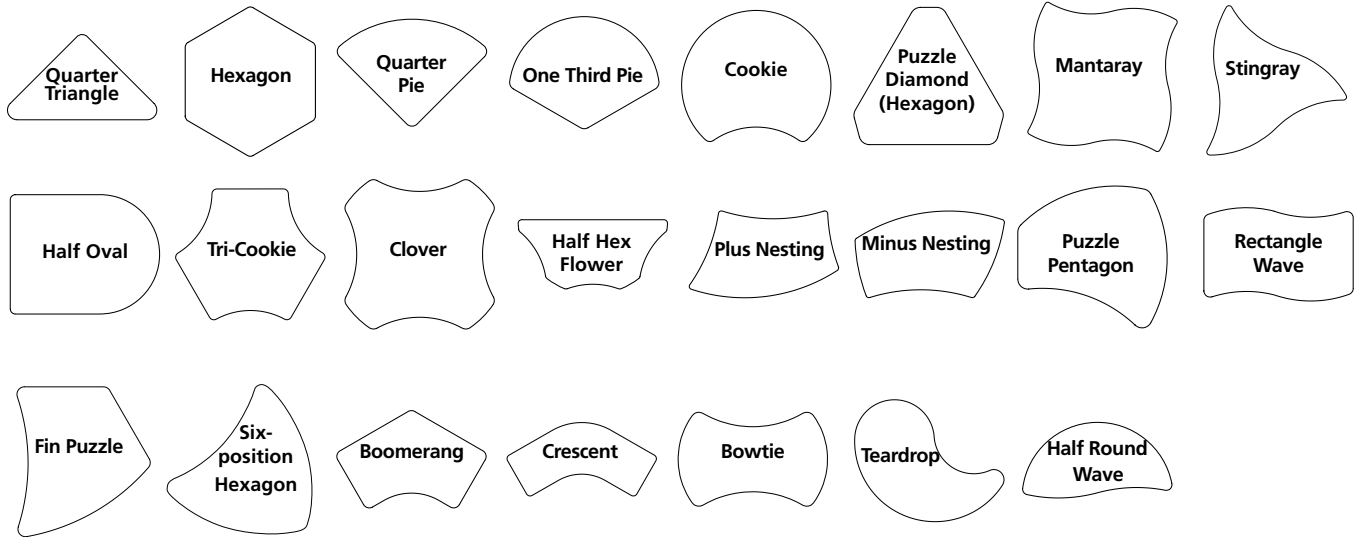 Quarter
Triangle
Hexagon
Quarter
Pie
One Third Pie
Cookie
Puzzle
Diamond
(Hexagon)
Mantaray
Stingray
Half Oval
Tri-Cookie
Clover
Half Hex
Flower
Plus Nesting
Minus Nesting
Puzzle
Pentagon
Rectangle
Wave
Fin Puzzle
Six-
position
Hexagon
Boomerang
Crescent
Bowtie
Teardrop
Half Round
Wave